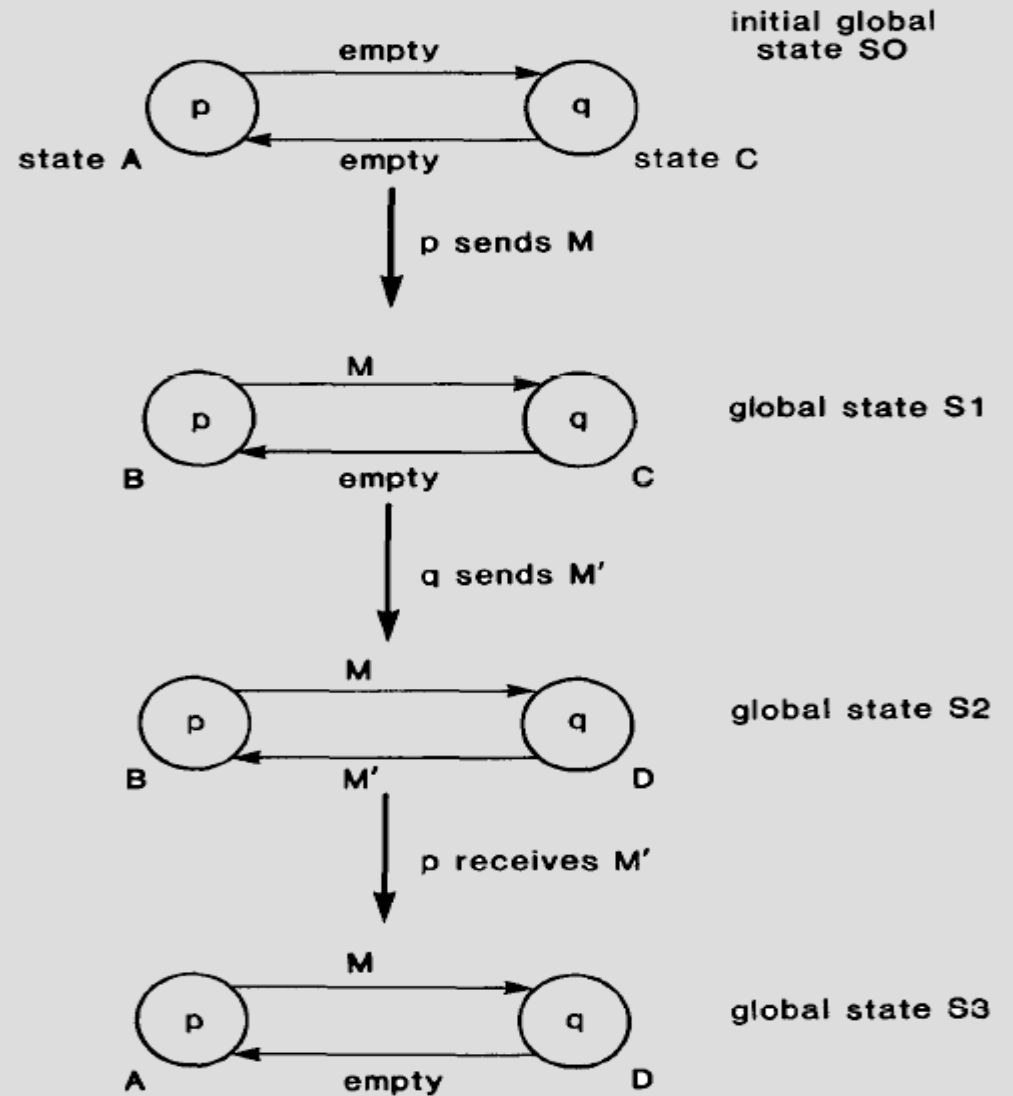 initial global
state SO
empty
p
q
state A
empty
state C
p sends M
M
p
q
global state S1
B
empty
C
q sends M′
M
p
q
global state S2
B
M′
D
p receives M′
M
p
q
global state S3
A
empty
D